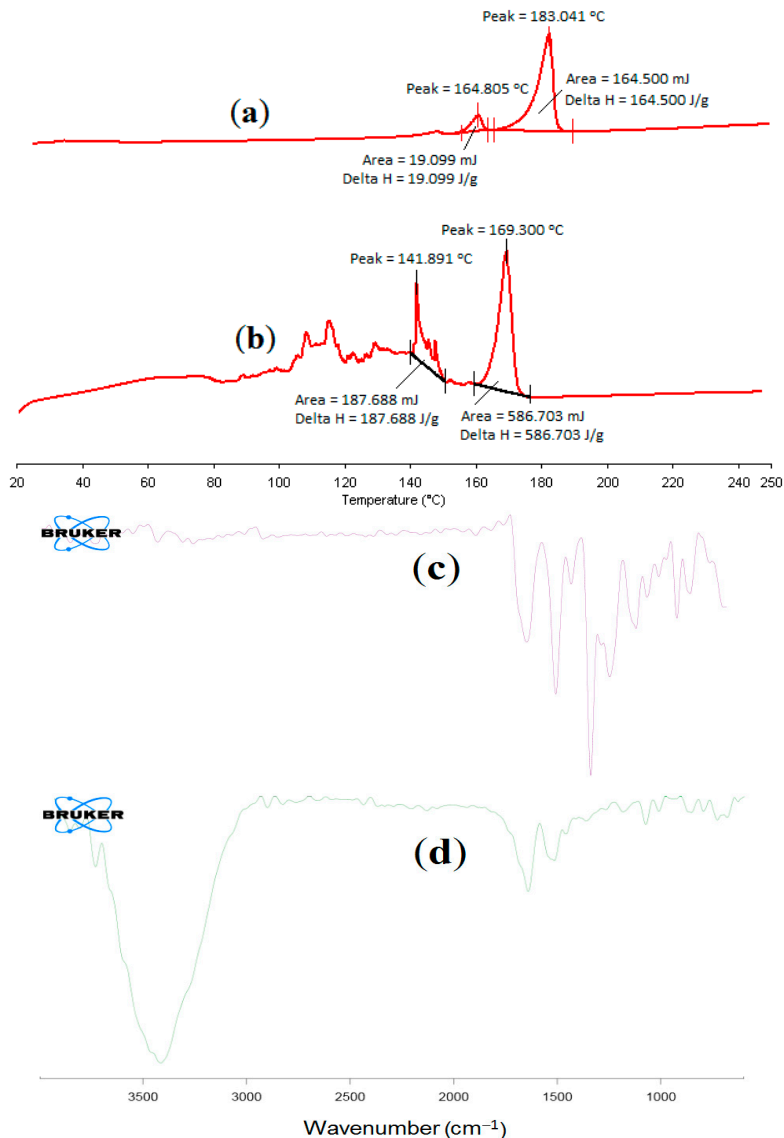 Peak = 183.041 °C
Peak = 164.805 °C
Area = 164.500 mJ
Delta H = 164.500 J/g
(a)
Area = 19.099 mJ
Delta H = 19.099 J/g
Peak = 169.300 °C
Peak = 141.891 °C
(b)
Area = 187.688 mJ
Delta H = 187.688 J/g
Area = 586.703 mJ
Delta H = 586.703 J/g
20 40 60 80 100 120 140 160 180 200 220 240 250
Temperature (°C)
BRUKER
(c)
BRUKER
(d)
3500 3000 2500 2000 1500 1000
Wavenumber (cm⁻¹)